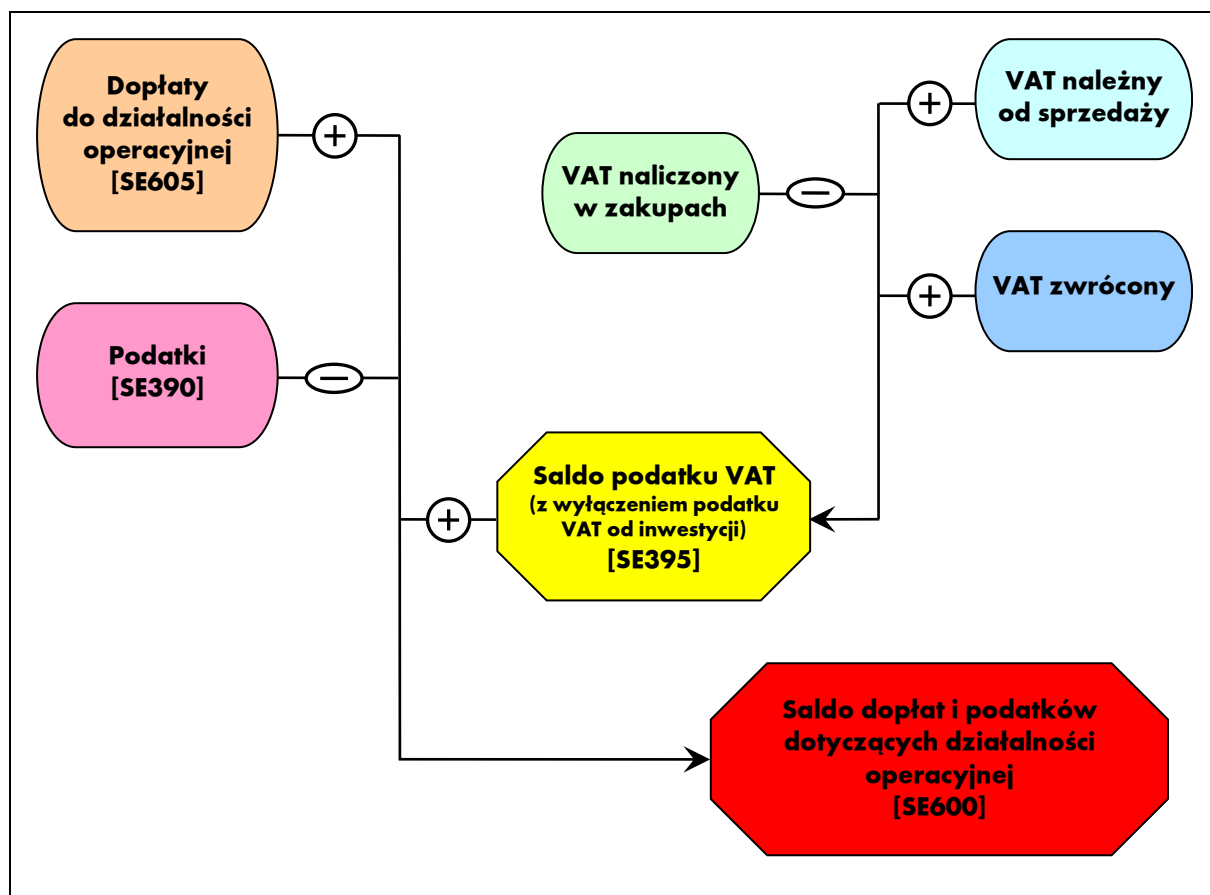 Dopłaty
do działalności
operacyjnej
[SE605]
+
VAT należny
od sprzedaży
+
VAT naliczony
w zakupach
−
VAT zwrócony
+
Podatki
[SE390]
−
Saldo podatku VAT
(z wyłączeniem podatku
VAT od inwestycji)
[SE395]
+
Saldo dopłat i podatków
dotyczących działalności
operacyjnej
[SE600]